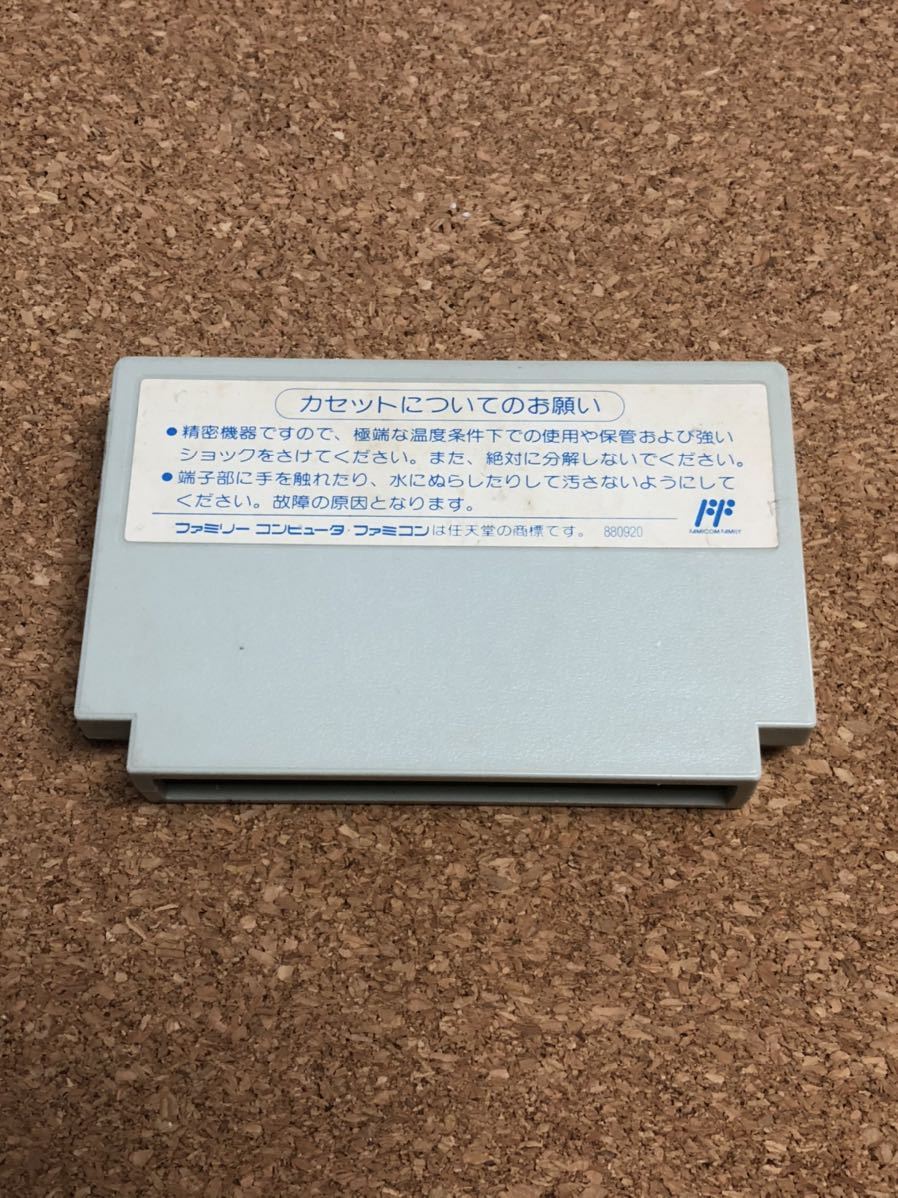 カセットについてのお願い
●精密機器ですので、極端な温度条件下での使用や保管および強い
ショックをさけてください。また、絶対に分解しないでください。
●端子部に手を触れたり、水にぬらしたりして汚さないようにして
ください。故障の原因となります。
FAMICOM FAMILY
ファミリー コンピュータ・ファミコンは任天堂の商標です。 880920